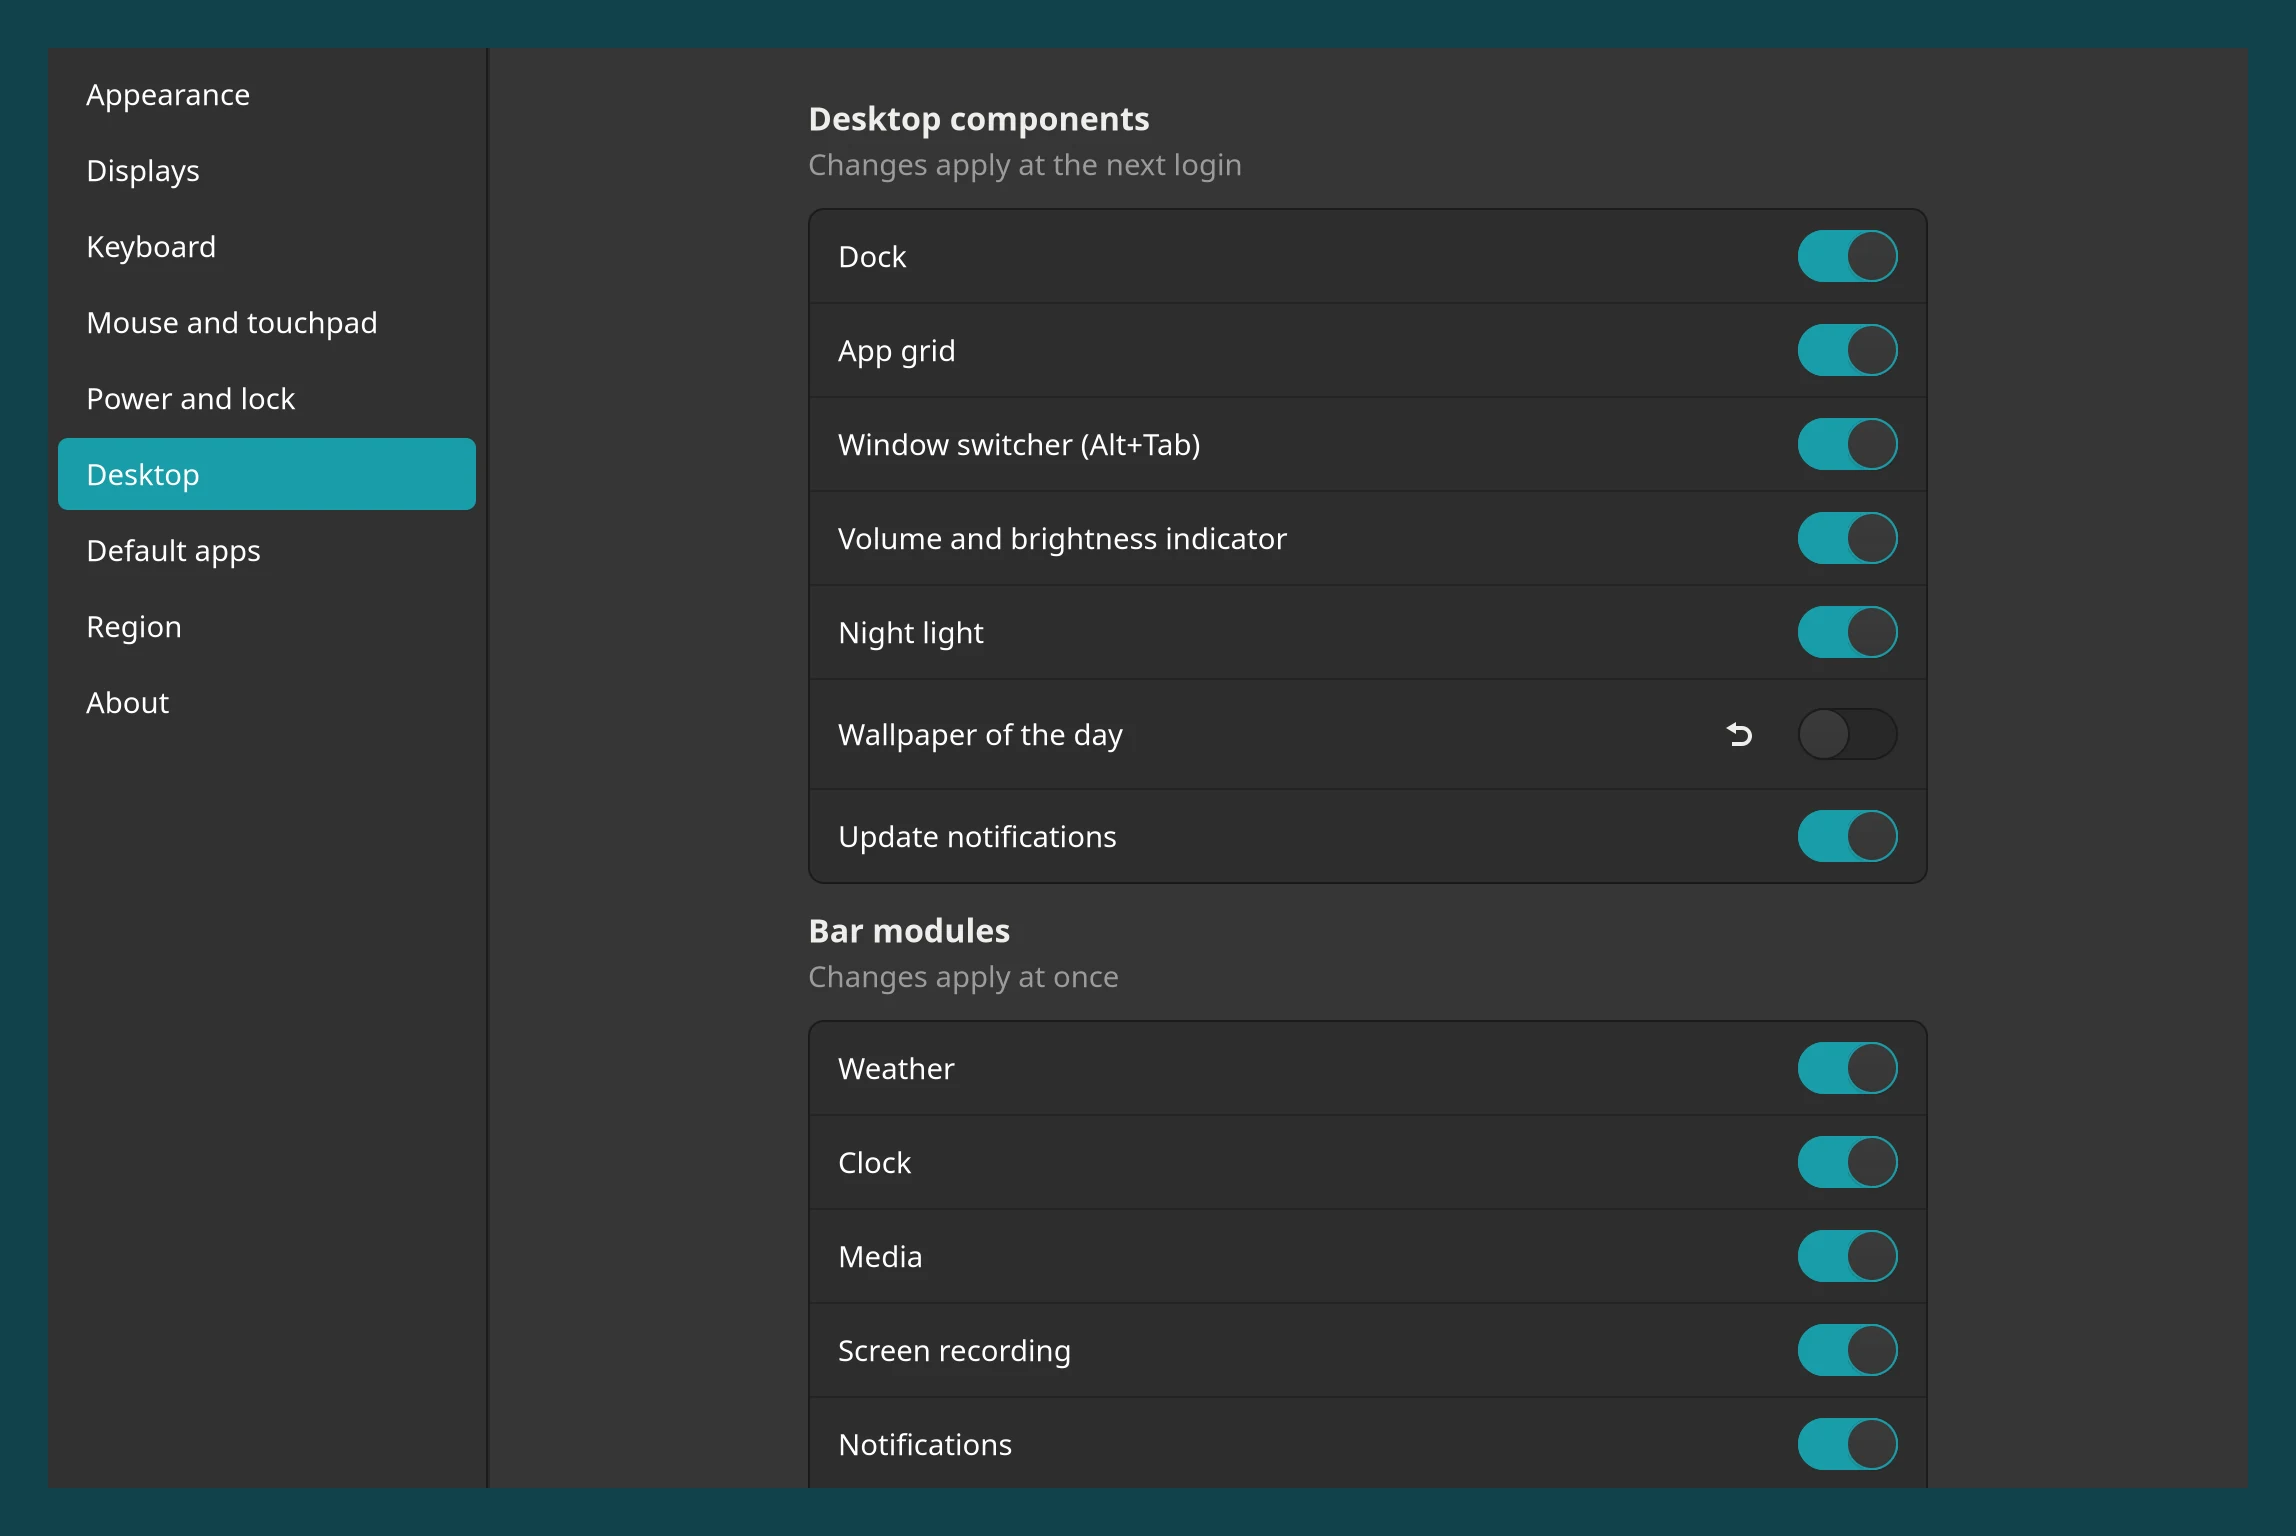 Appearance
Displays
Keyboard
Mouse and touchpad
Power and lock
Desktop
Default apps
Region
About
Desktop components
Changes apply at the next login
Dock
App grid
Window switcher (Alt+Tab)
Volume and brightness indicator
Night light
Wallpaper of the day
Update notifications
Bar modules
Changes apply at once
Weather
Clock
Media
Screen recording
Notifications